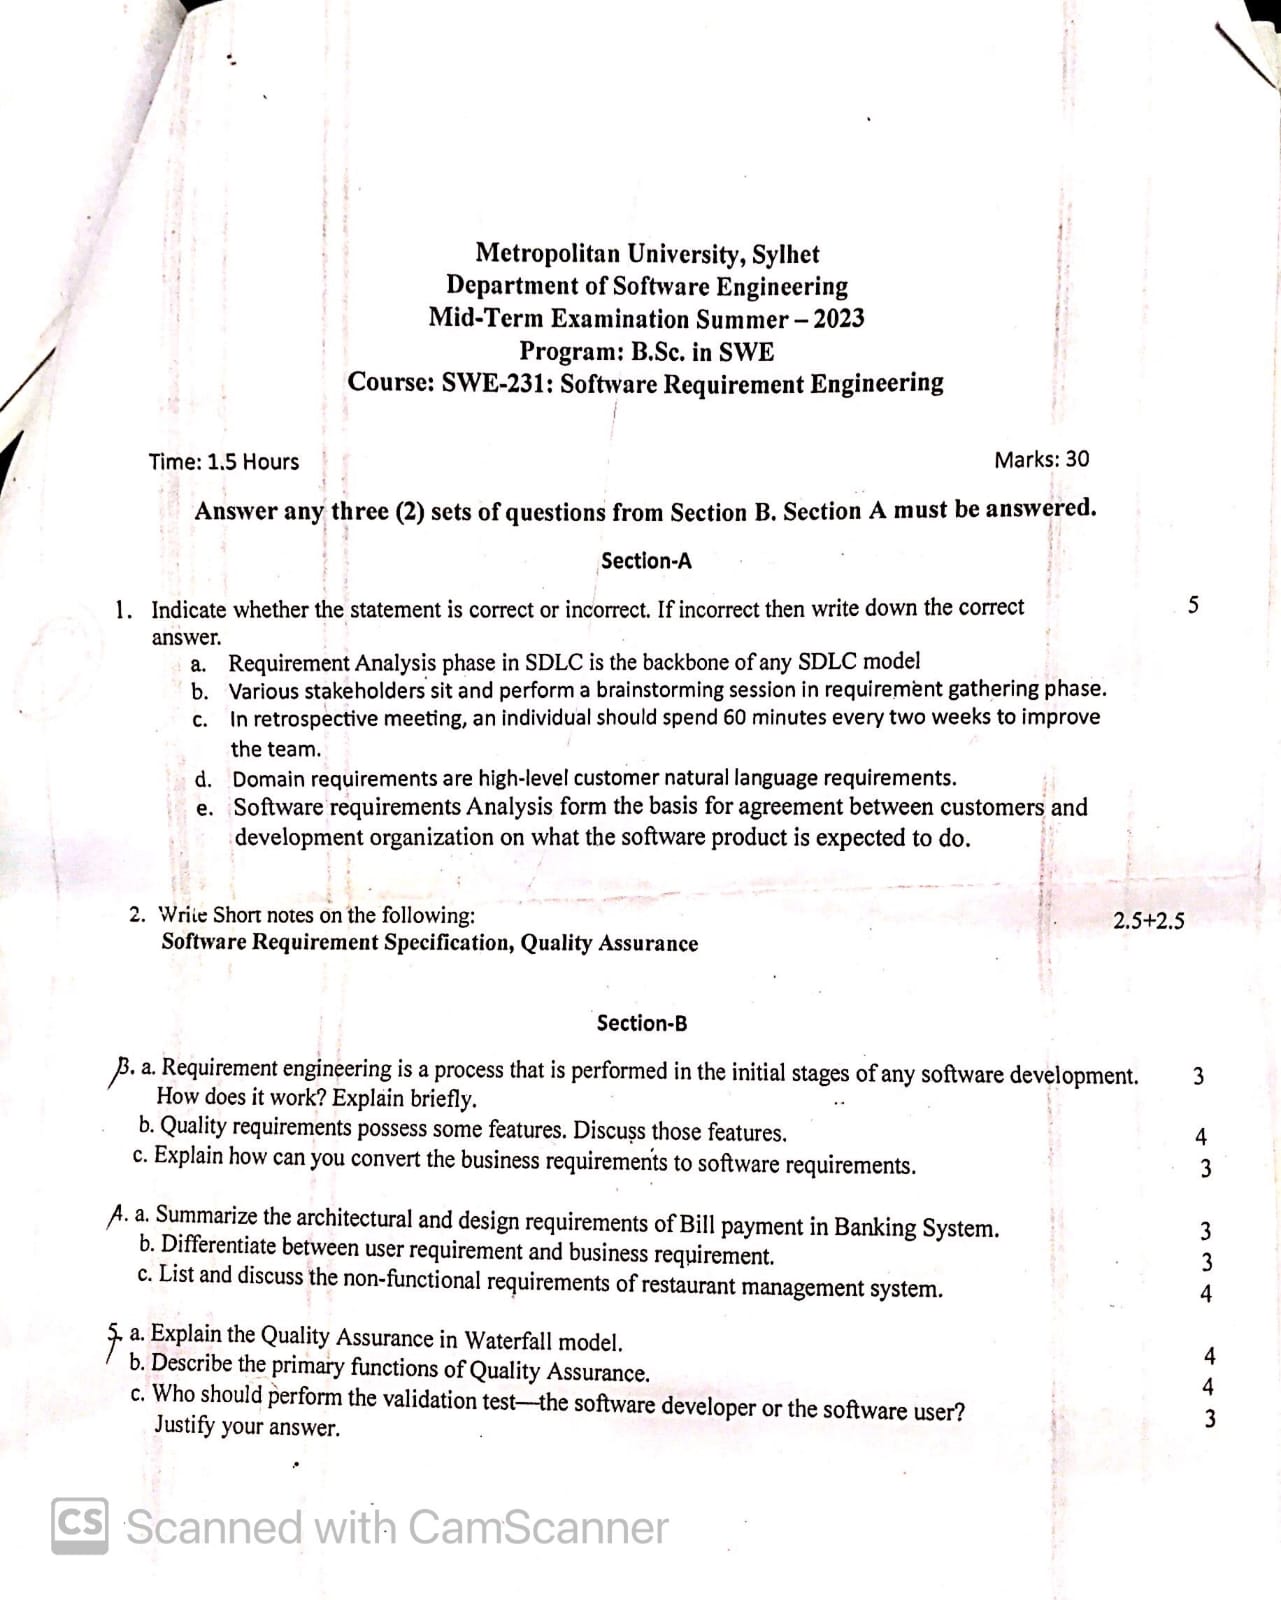 Metropolitan University, Sylhet
Department of Software Engineering
Mid-Term Examination Summer – 2023
Program: B.Sc. in SWE
Course: SWE-231: Software Requirement Engineering
Time: 1.5 Hours Marks: 30
Answer any three (2) sets of questions from Section B. Section A must be answered.
Section-A
1. Indicate whether the statement is correct or incorrect. If incorrect then write down the correct 5
answer.
a. Requirement Analysis phase in SDLC is the backbone of any SDLC model
b. Various stakeholders sit and perform a brainstorming session in requirement gathering phase.
c. In retrospective meeting, an individual should spend 60 minutes every two weeks to improve
the team.
d. Domain requirements are high-level customer natural language requirements.
e. Software requirements Analysis form the basis for agreement between customers and
development organization on what the software product is expected to do.
2. Write Short notes on the following: 2.5+2.5
Software Requirement Specification, Quality Assurance
Section-B
3. a. Requirement engineering is a process that is performed in the initial stages of any software development. 3
How does it work? Explain briefly.
b. Quality requirements possess some features. Discuss those features. 4
c. Explain how can you convert the business requirements to software requirements. 3
4. a. Summarize the architectural and design requirements of Bill payment in Banking System. 3
b. Differentiate between user requirement and business requirement. 3
c. List and discuss the non-functional requirements of restaurant management system. 4
5. a. Explain the Quality Assurance in Waterfall model. 4
b. Describe the primary functions of Quality Assurance. 4
c. Who should perform the validation test—the software developer or the software user? 3
Justify your answer.
CS Scanned with CamScanner